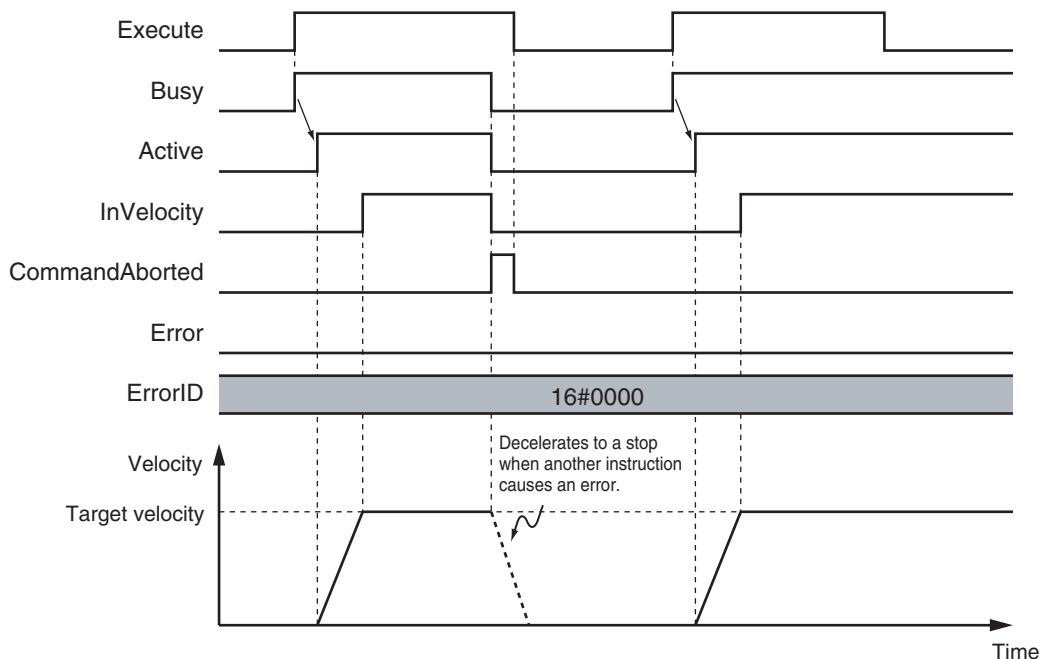 Execute
Busy
Active
InVelocity
CommandAborted
Error
ErrorID
16#0000
Velocity
Decelerates to a stop
when another instruction
causes an error.
Target velocity
Time